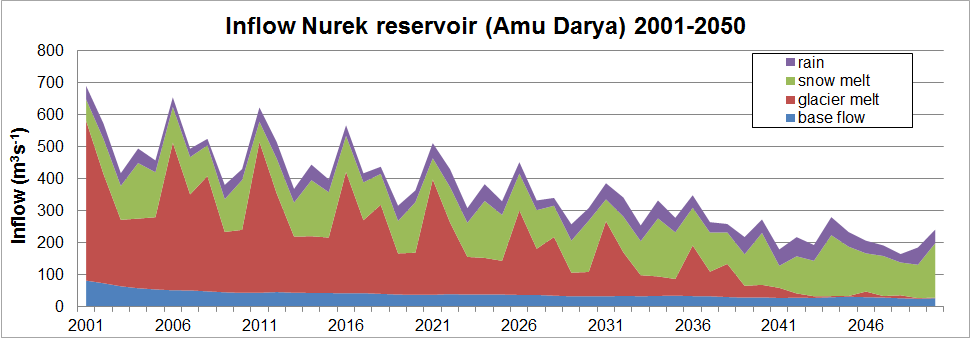 Inflow Nurek reservoir (Amu Darya) 2001-2050
Inflow (m³s⁻¹)
800
700
600
500
400
300
200
100
0
rain
snow melt
glacier melt
base flow
2001 2006 2011 2016 2021 2026 2031 2036 2041 2046